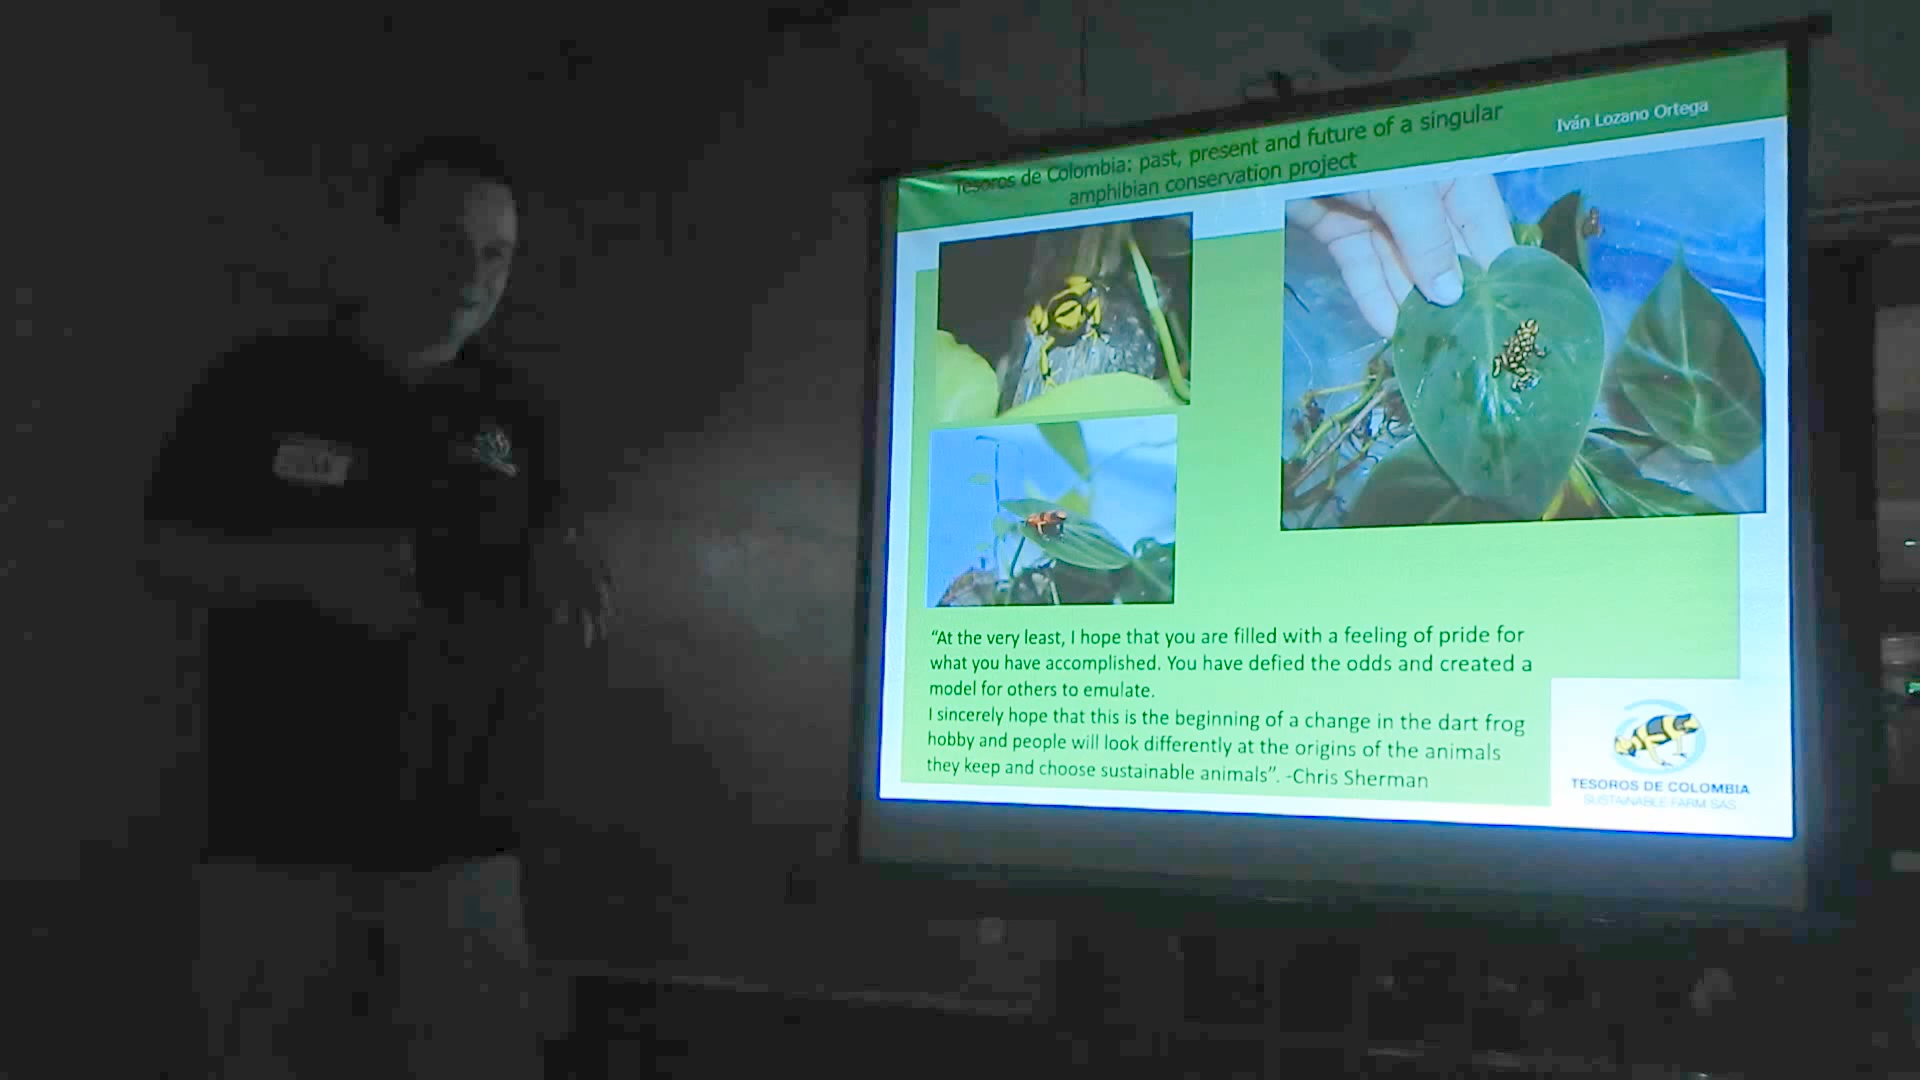 Tesoros de Colombia: past, present and future of a singular
amphibian conservation project
Iván Lozano Ortega
“At the very least, I hope that you are filled with a feeling of pride for
what you have accomplished. You have defied the odds and created a
model for others to emulate.
I sincerely hope that this is the beginning of a change in the dart frog
hobby and people will look differently at the origins of the animals
they keep and choose sustainable animals”. -Chris Sherman
TESOROS DE COLOMBIA
SUSTAINABLE FARM SAS